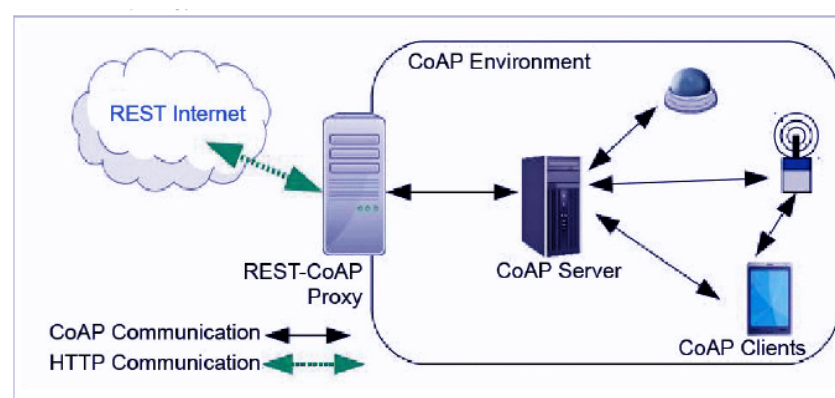 CoAP Environment
REST Internet
REST-CoAP
Proxy
CoAP Server
CoAP Clients
CoAP Communication
HTTP Communication